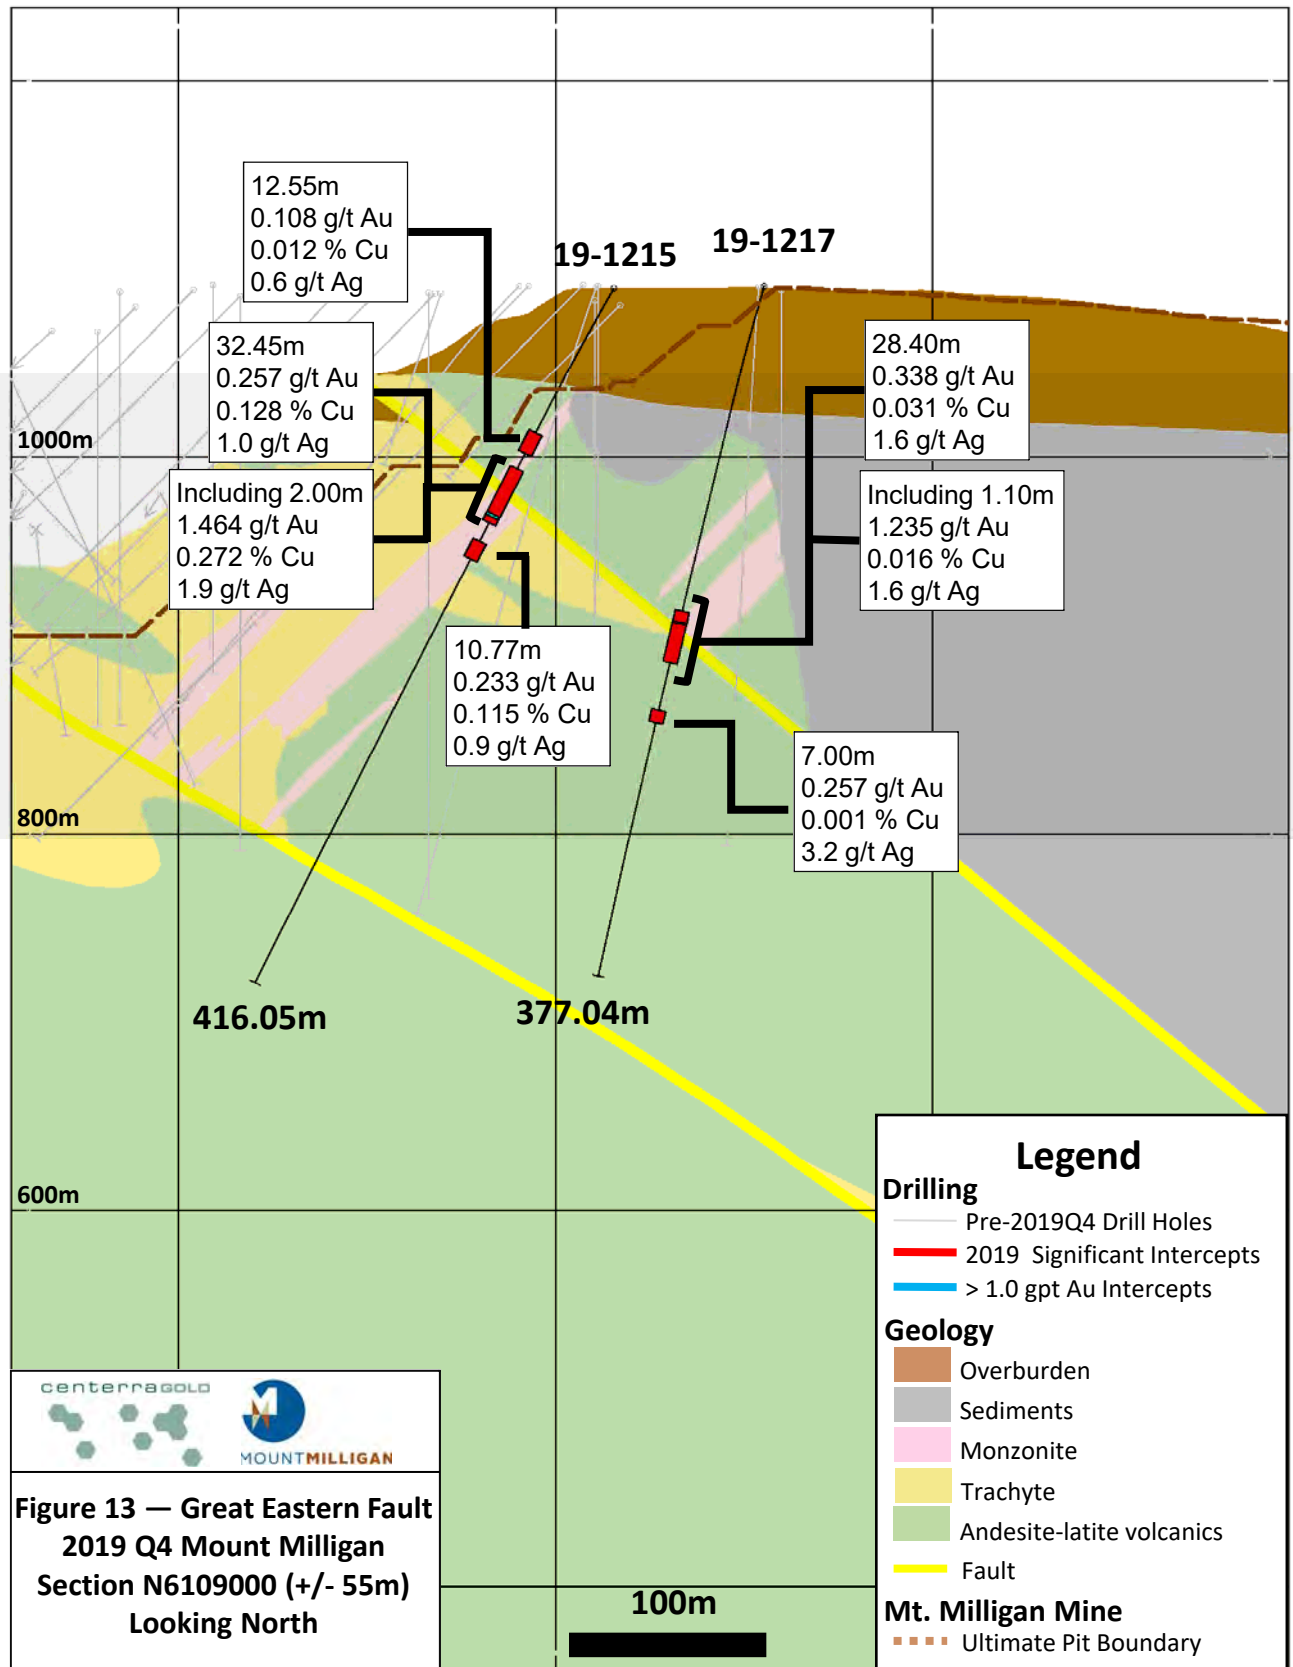 12.55m
0.108 g/t Au
0.012 % Cu
0.6 g/t Ag
19-1215
19-1217
32.45m
0.257 g/t Au
0.128 % Cu
1.0 g/t Ag
28.40m
0.338 g/t Au
0.031 % Cu
1.6 g/t Ag
1000m
Including 2.00m
1.464 g/t Au
0.272 % Cu
1.9 g/t Ag
Including 1.10m
1.235 g/t Au
0.016 % Cu
1.6 g/t Ag
10.77m
0.233 g/t Au
0.115 % Cu
0.9 g/t Ag
7.00m
0.257 g/t Au
0.001 % Cu
3.2 g/t Ag
800m
416.05m
377.04m
600m
Legend
Drilling
Pre-2019Q4 Drill Holes
2019 Significant Intercepts
> 1.0 gpt Au Intercepts
Geology
Overburden
Sediments
Monzonite
Trachyte
Andesite-latite volcanics
Fault
Mt. Milligan Mine
Ultimate Pit Boundary
centerraGOLD
MOUNTMILLIGAN
Figure 13 — Great Eastern Fault
2019 Q4 Mount Milligan
Section N6109000 (+/- 55m)
Looking North
100m